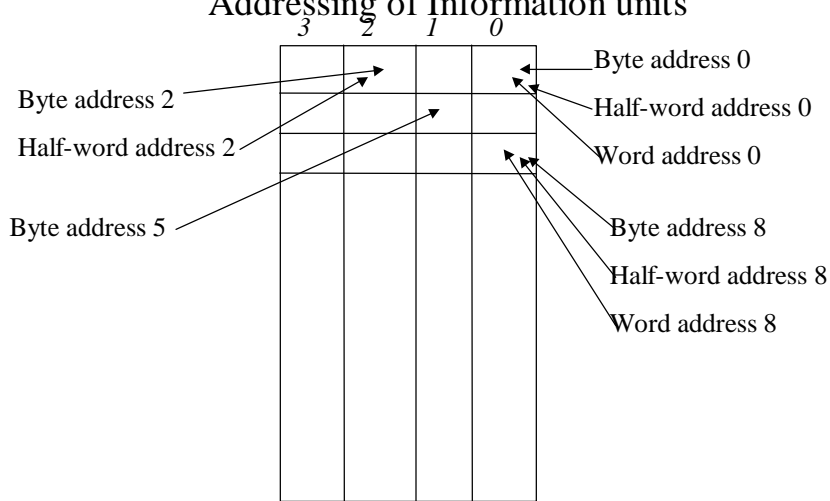 Addressing of Information units
3 2 1 0
Byte address 0
Byte address 2
Half-word address 0
Half-word address 2
Word address 0
Byte address 5
Byte address 8
Half-word address 8
Word address 8